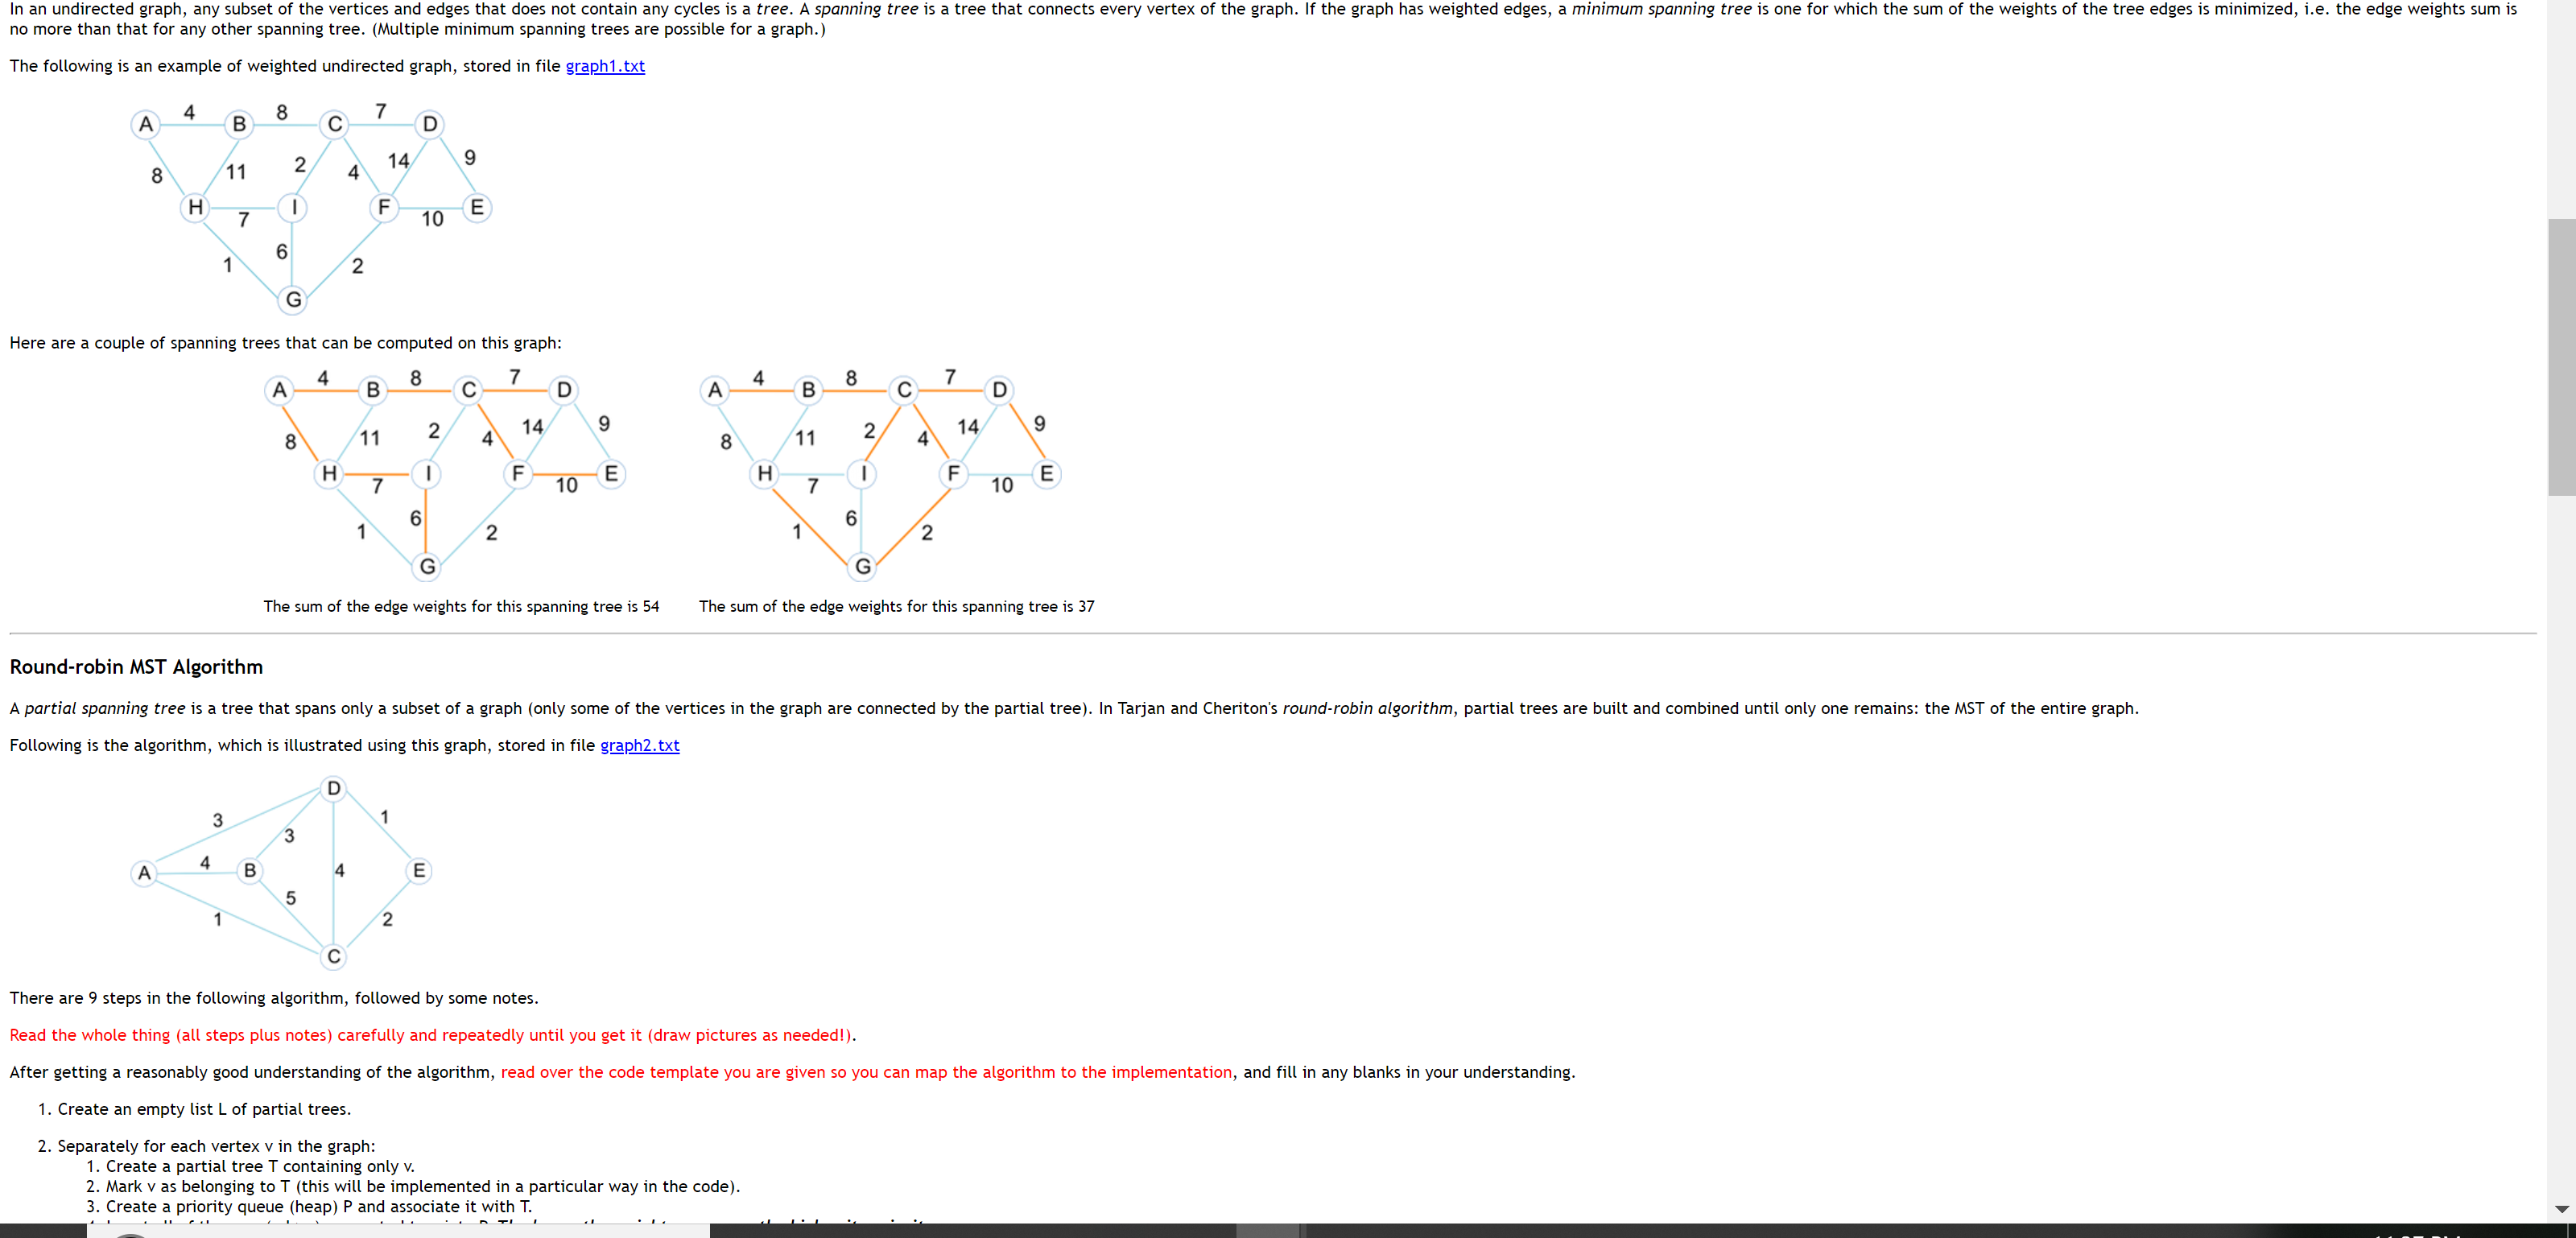 In an undirected graph, any subset of the vertices and edges that does not contain any cycles is a tree. A spanning tree is a tree that connects every vertex of the graph. If the graph has weighted edges, a minimum spanning tree is one for which the sum of the weights of the tree edges is minimized, i.e. the edge weights sum is
no more than that for any other spanning tree. (Multiple minimum spanning trees are possible for a graph.)
The following is an example of weighted undirected graph, stored in file graph1.txt
4 8 7
A B C D
8 11 2 4 14 9
H I F E
7 10
1 6 2
G
Here are a couple of spanning trees that can be computed on this graph:
4 8 7
A B C D
8 11 2 4 14 9
H I F E
7 10
1 6 2
G
4 8 7
A B C D
8 11 2 4 14 9
H I F E
7 10
1 6 2
G
The sum of the edge weights for this spanning tree is 54
The sum of the edge weights for this spanning tree is 37
Round-robin MST Algorithm
A partial spanning tree is a tree that spans only a subset of a graph (only some of the vertices in the graph are connected by the partial tree). In Tarjan and Cheriton's round-robin algorithm, partial trees are built and combined until only one remains: the MST of the entire graph.
Following is the algorithm, which is illustrated using this graph, stored in file graph2.txt
D
3 3 1
A 4 B 4 E
5
1 2
C
There are 9 steps in the following algorithm, followed by some notes.
Read the whole thing (all steps plus notes) carefully and repeatedly until you get it (draw pictures as needed!).
After getting a reasonably good understanding of the algorithm, read over the code template you are given so you can map the algorithm to the implementation, and fill in any blanks in your understanding.
1. Create an empty list L of partial trees.
2. Separately for each vertex v in the graph:
1. Create a partial tree T containing only v.
2. Mark v as belonging to T (this will be implemented in a particular way in the code).
3. Create a priority queue (heap) P and associate it with T.